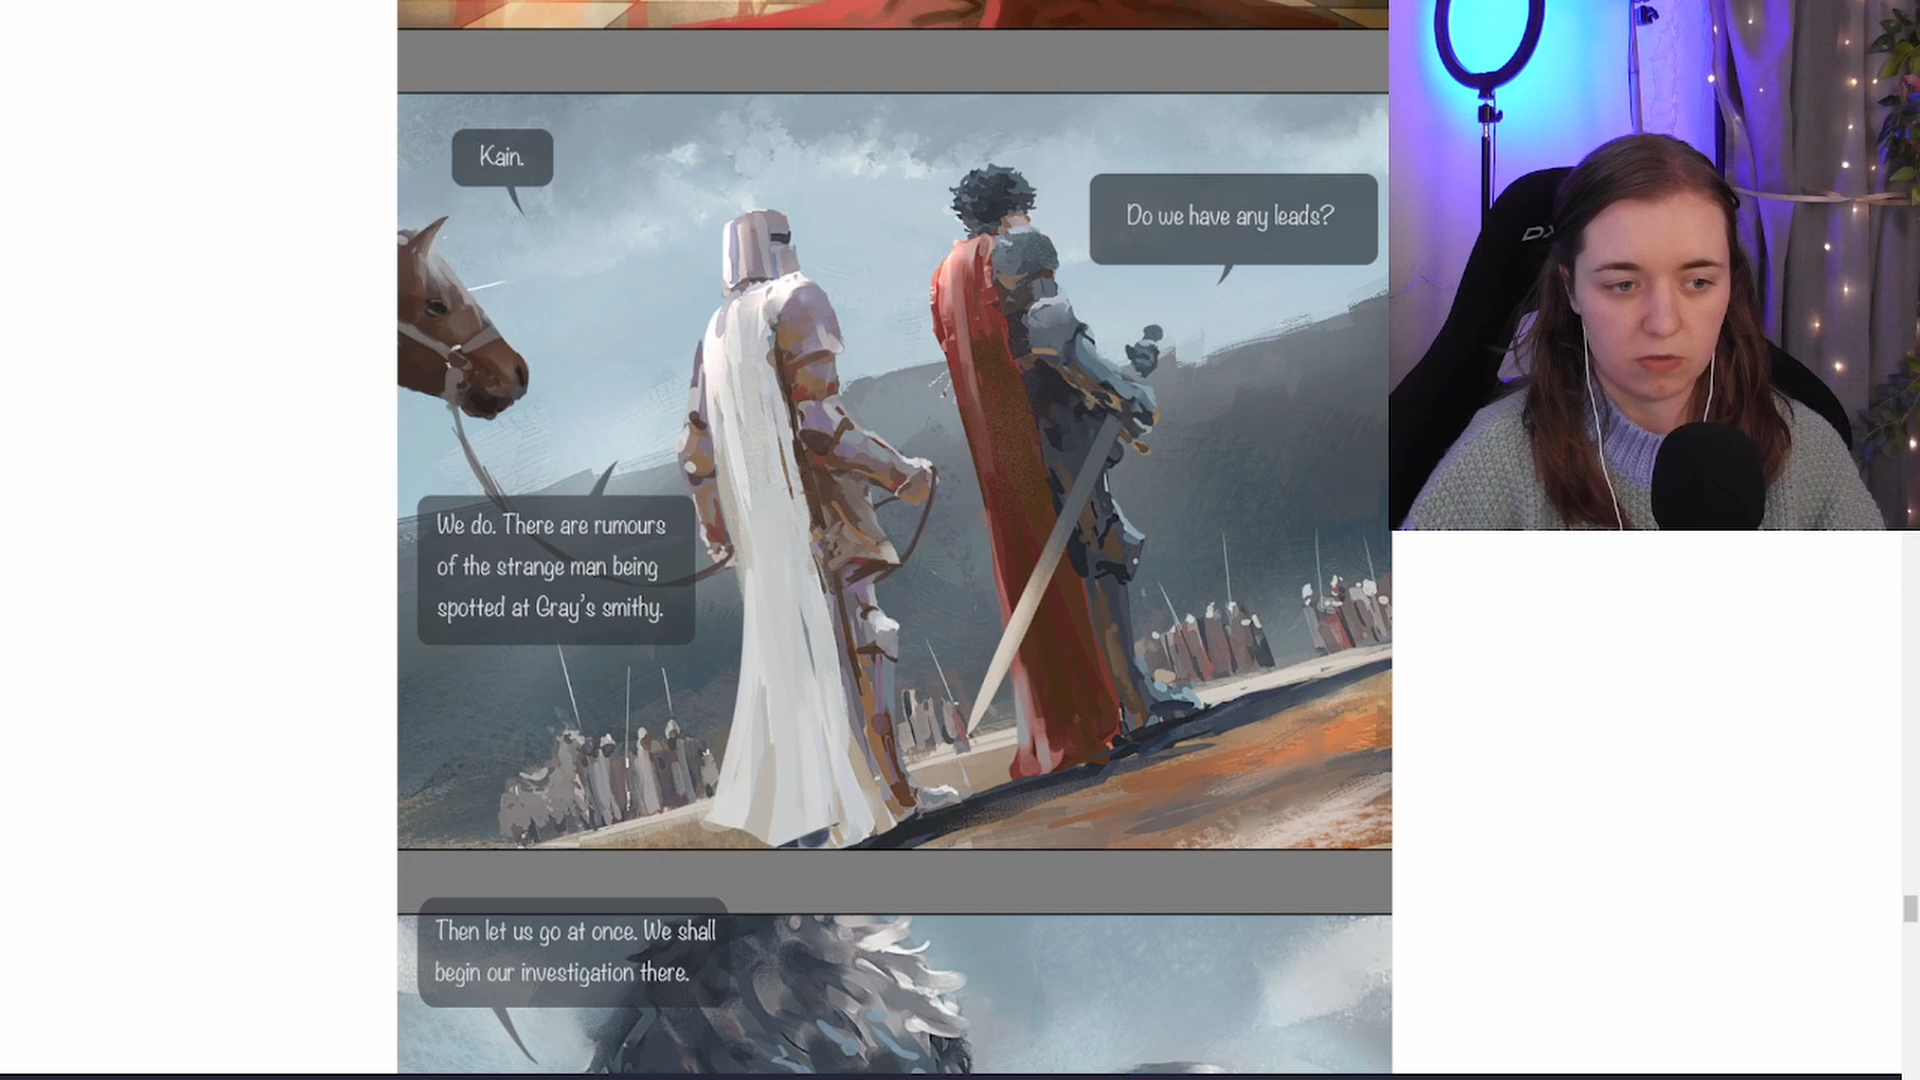 Kain.
Do we have any leads?
We do. There are rumours
of the strange man being
spotted at Gray's smithy.
Then let us go at once. We shall
begin our investigation there.